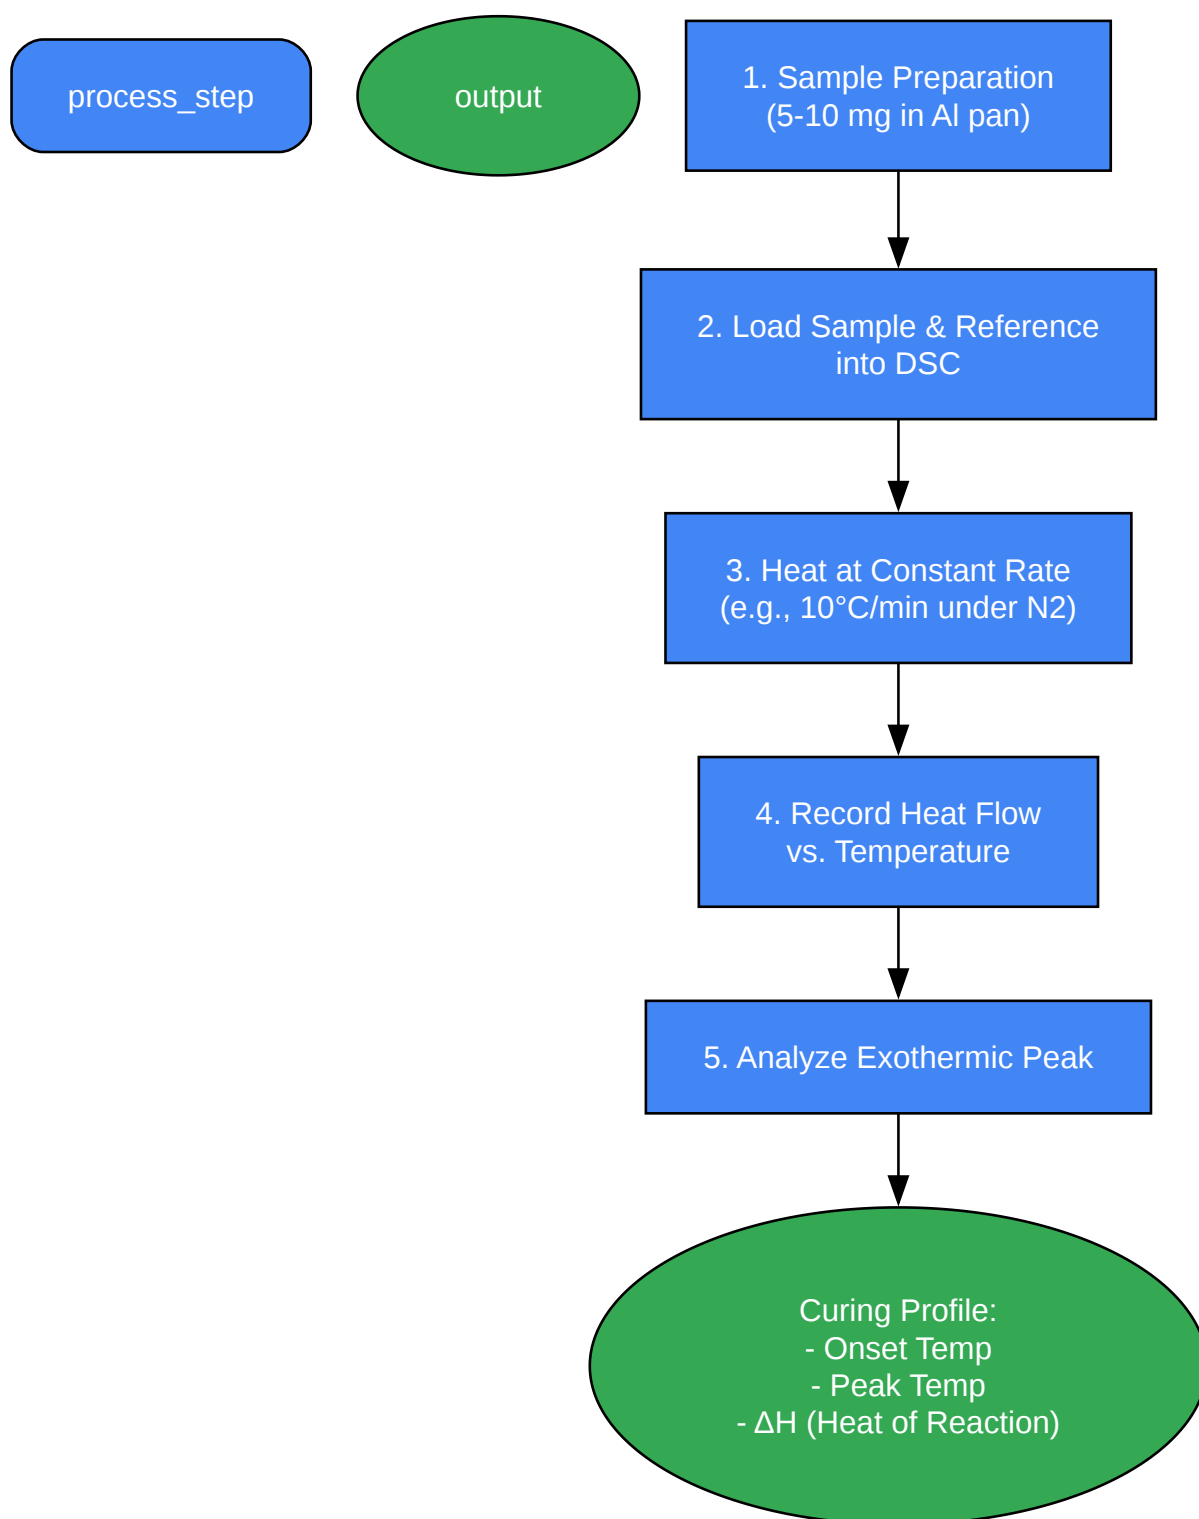 process_step
output
1. Sample Preparation
(5-10 mg in Al pan)
2. Load Sample & Reference
into DSC
3. Heat at Constant Rate
(e.g., 10°C/min under N2)
4. Record Heat Flow
vs. Temperature
5. Analyze Exothermic Peak
Curing Profile:
- Onset Temp
- Peak Temp
- ΔH (Heat of Reaction)